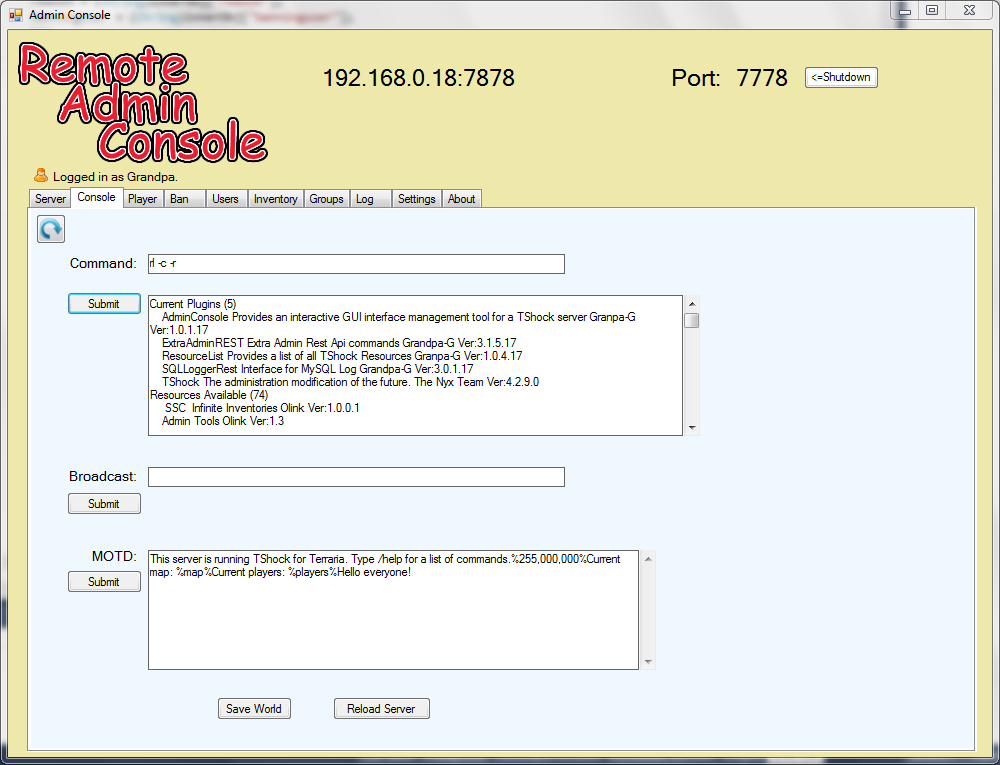 Admin Console
Remote
Admin
Console
192.168.0.18:7878
Port: 7778 <=Shutdown
Logged in as Grandpa.
Server Console Player Ban Users Inventory Groups Log Settings About
Command: rl -c -r
Submit
Current Plugins (5)
AdminConsole Provides an interactive GUI interface management tool for a TShock server Granpa-G
Ver:1.0.1.17
ExtraAdminREST Extra Admin Rest Api commands Grandpa-G Ver:3.1.5.17
ResourceList Provides a list of all TShock Resources Granpa-G Ver:1.0.4.17
SQLLoggerRest Interface for MySQL Log Grandpa-G Ver:3.0.1.17
TShock The administration modification of the future. The Nyx Team Ver:4.2.9.0
Resources Available (74)
SSC Infinite Inventories Olink Ver:1.0.0.1
Admin Tools Olink Ver:1.3
Broadcast:
Submit
MOTD:
Submit
This server is running TShock for Terraria. Type /help for a list of commands.%255,000,000%Current
map: %map%Current players: %players%Hello everyone!
Save World Reload Server